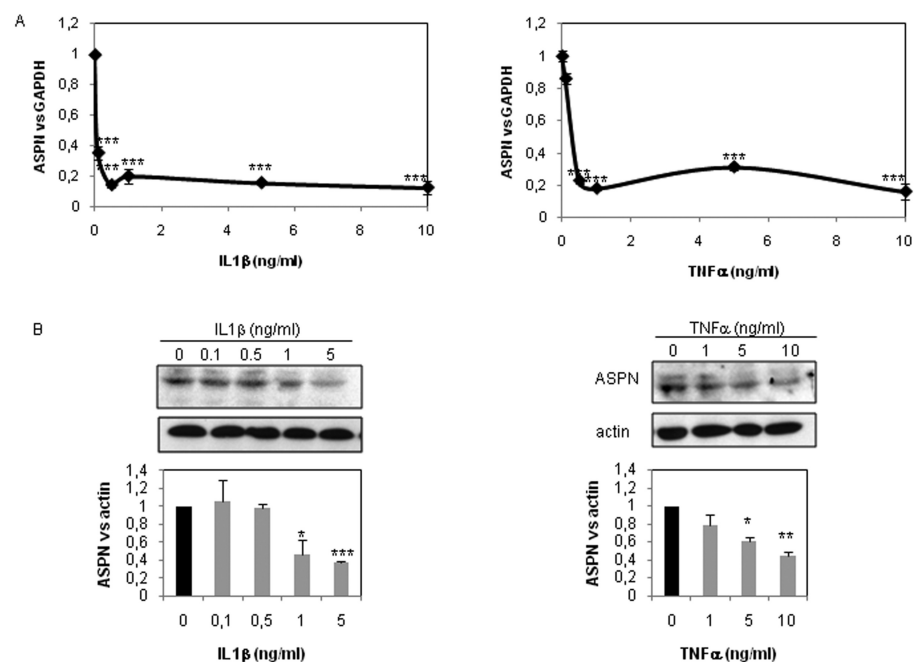 A
1,2
1
0,8
0,6
0,4
0,2
0
ASPN vs GAPDH
***
***
***
***
***
0 2 4 6 8 10
IL1β (ng/ml)
1,2
1
0,8
0,6
0,4
0,2
0
ASPN vs GAPDH
***
***
***
***
0 2 4 6 8 10
TNFα (ng/ml)
B
IL1β (ng/ml)
0 0.1 0.5 1 5
TNFα (ng/ml)
0 1 5 10
ASPN
actin
1,4
1,2
1
0,8
0,6
0,4
0,2
0
ASPN vs actin
* ***
0 0,1 0,5 1 5
IL1β (ng/ml)
1,4
1,2
1
0,8
0,6
0,4
0,2
0
ASPN vs actin
* **
0 1 5 10
TNFα (ng/ml)